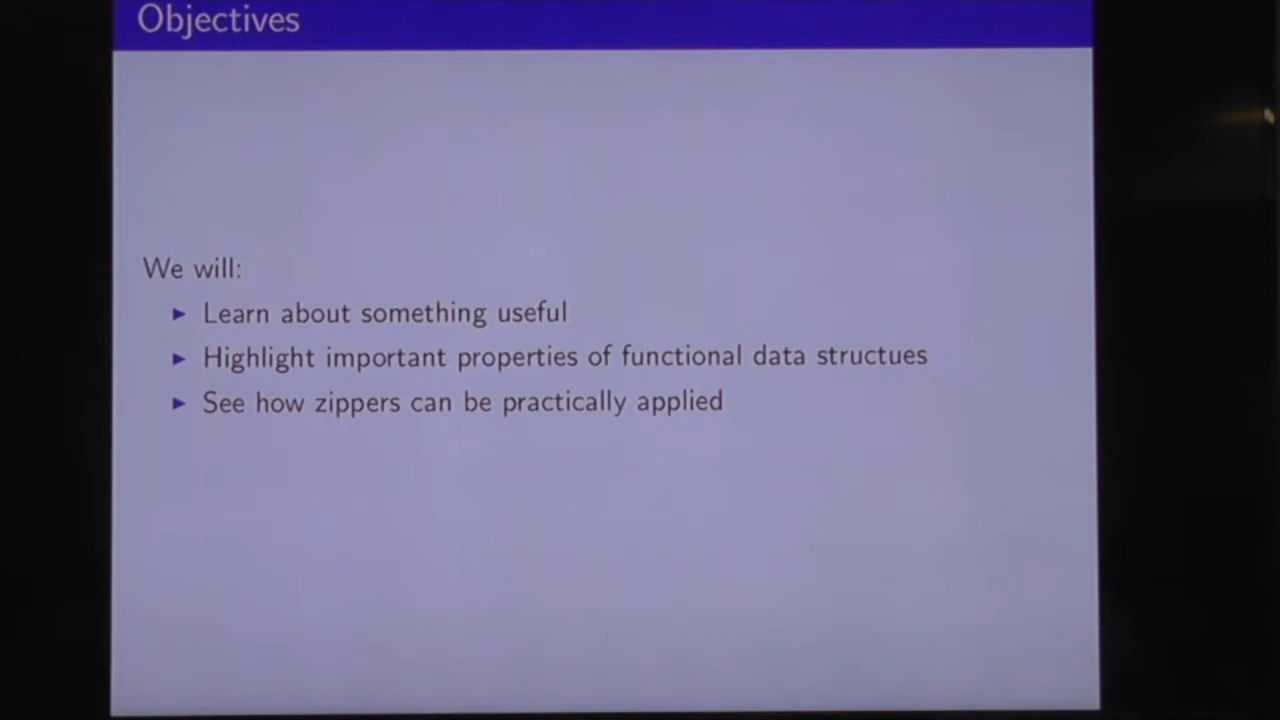 Objectives
We will:
▶ Learn about something useful
▶ Highlight important properties of functional data structues
▶ See how zippers can be practically applied